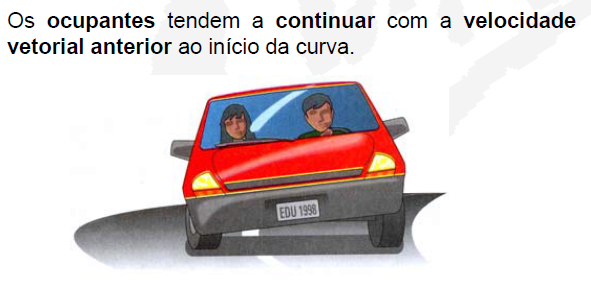 Os ocupantes tendem a continuar com a velocidade
vetorial anterior ao início da curva.
EDU 1998